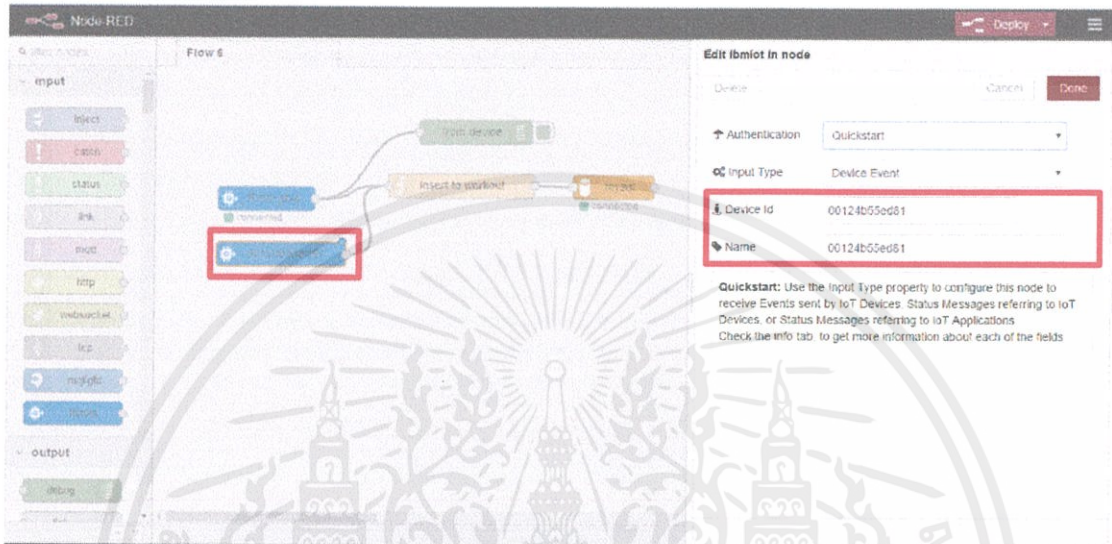 Node-RED
Deploy
Flow 6
Edit ibmiot in node
Delete
Cancel
Done
input
inject
catch
status
link
mqtt
http
websocket
tcp
mqlight
output
debug
from device
connected
insert to workout
connected
Authentication
Quickstart
Input Type
Device Event
Device Id
00124b55ed81
Name
00124b55ed81
Quickstart: Use the Input Type property to configure this node to
receive Events sent by IoT Devices, Status Messages referring to IoT
Devices, or Status Messages referring to IoT Applications
Check the info tab, to get more information about each of the fields